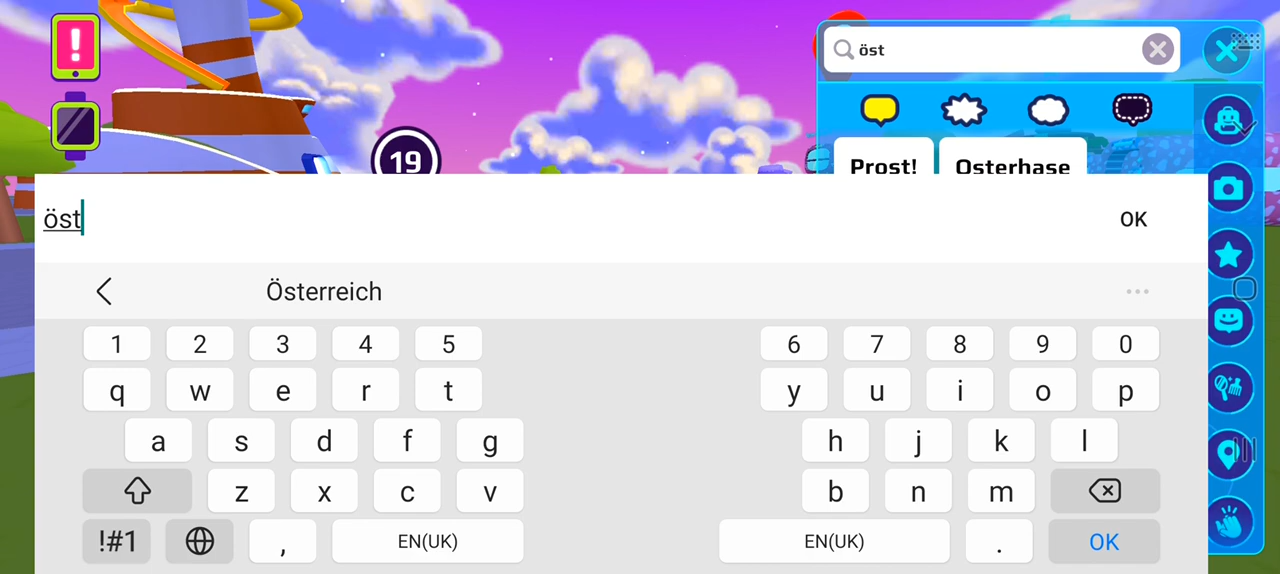 !
öst
19
Prost! Osterhase
öst OK
Österreich
1 2 3 4 5 6 7 8 9 0
q w e r t y u i o p
a s d f g h j k l
z x c v b n m
!#1 , EN(UK) EN(UK) . OK